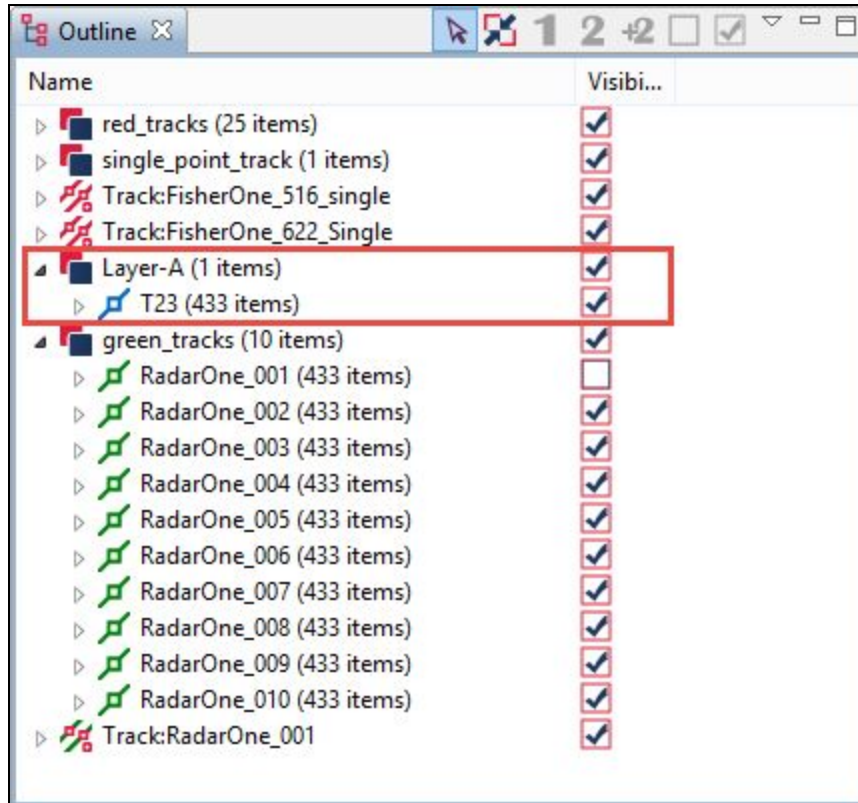 Outline
1 2 +2
Name Visibi...
red_tracks (25 items)
single_point_track (1 items)
Track:FisherOne_516_single
Track:FisherOne_622_Single
Layer-A (1 items)
T23 (433 items)
green_tracks (10 items)
RadarOne_001 (433 items)
RadarOne_002 (433 items)
RadarOne_003 (433 items)
RadarOne_004 (433 items)
RadarOne_005 (433 items)
RadarOne_006 (433 items)
RadarOne_007 (433 items)
RadarOne_008 (433 items)
RadarOne_009 (433 items)
RadarOne_010 (433 items)
Track:RadarOne_001